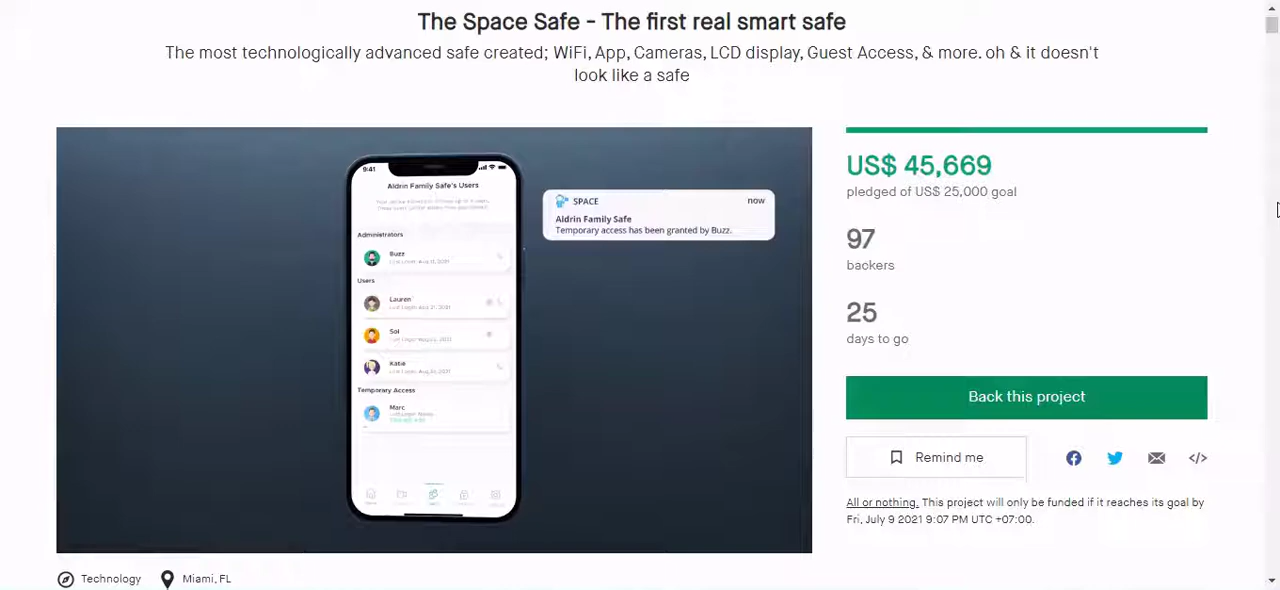 The Space Safe - The first real smart safe
The most technologically advanced safe created; WiFi, App, Cameras, LCD display, Guest Access, & more. oh & it doesn't
look like a safe
9:41
Aldrin Family Safe's Users
Administrators
Buzz
Users
Lauren
Sol
Katie
Temporary Access
Marc
SPACE
now
Aldrin Family Safe
Temporary access has been granted by Buzz.
US$ 45,669
pledged of US$ 25,000 goal
97
backers
25
days to go
Back this project
Remind me
</>
All or nothing. This project will only be funded if it reaches its goal by
Fri, July 9 2021 9:07 PM UTC +07:00.
Technology
Miami, FL